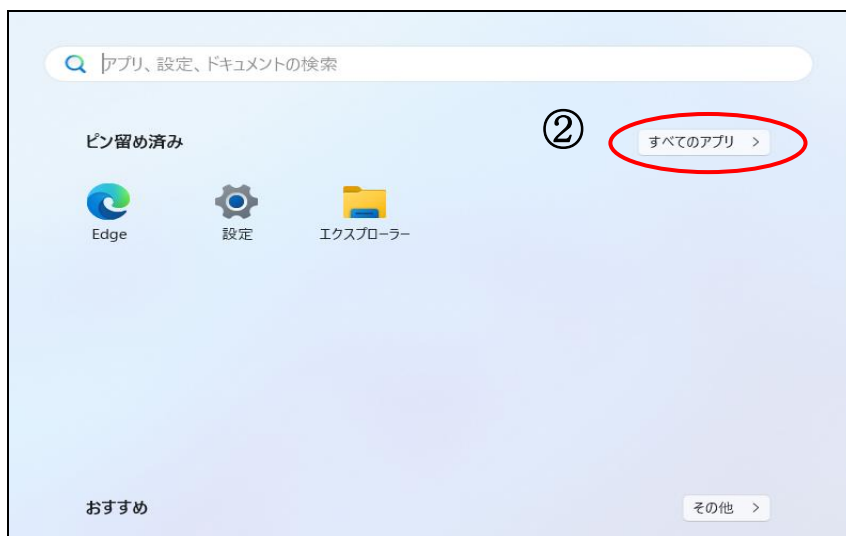 アプリ、設定、ドキュメントの検索
ピン留め済み
②
すべてのアプリ >
Edge
設定
エクスプローラー
おすすめ
その他 >